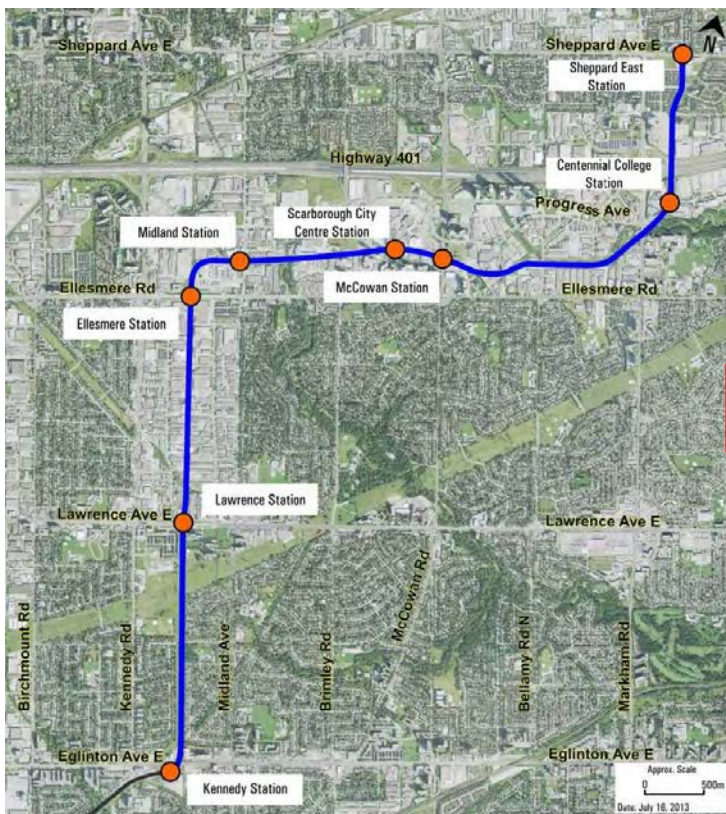 Sheppard Ave E
Sheppard Ave E
N
Sheppard East
Station
Highway 401
Centennial College
Station
Progress Ave
Scarborough City
Centre Station
Midland Station
McCowan Station
Ellesmere Rd
Ellesmere Rd
Ellesmere Station
Lawrence Station
Lawrence Ave E
Lawrence Ave E
Birchmount Rd
Kennedy Rd
Midland Ave
Brimley Rd
McCowan Rd
Bellamy Rd N
Markham Rd
Eglinton Ave E
Eglinton Ave E
Kennedy Station
Approx. Scale
0 500m
Date: July 16, 2013